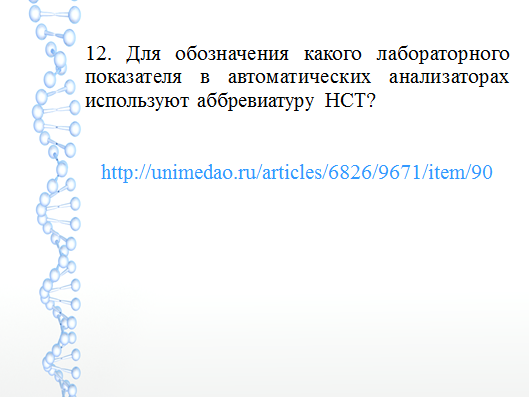 12. Для обозначения какого лабораторного
показателя в автоматических анализаторах
используют аббревиатуру НСТ?
http://unimedao.ru/articles/6826/9671/item/90